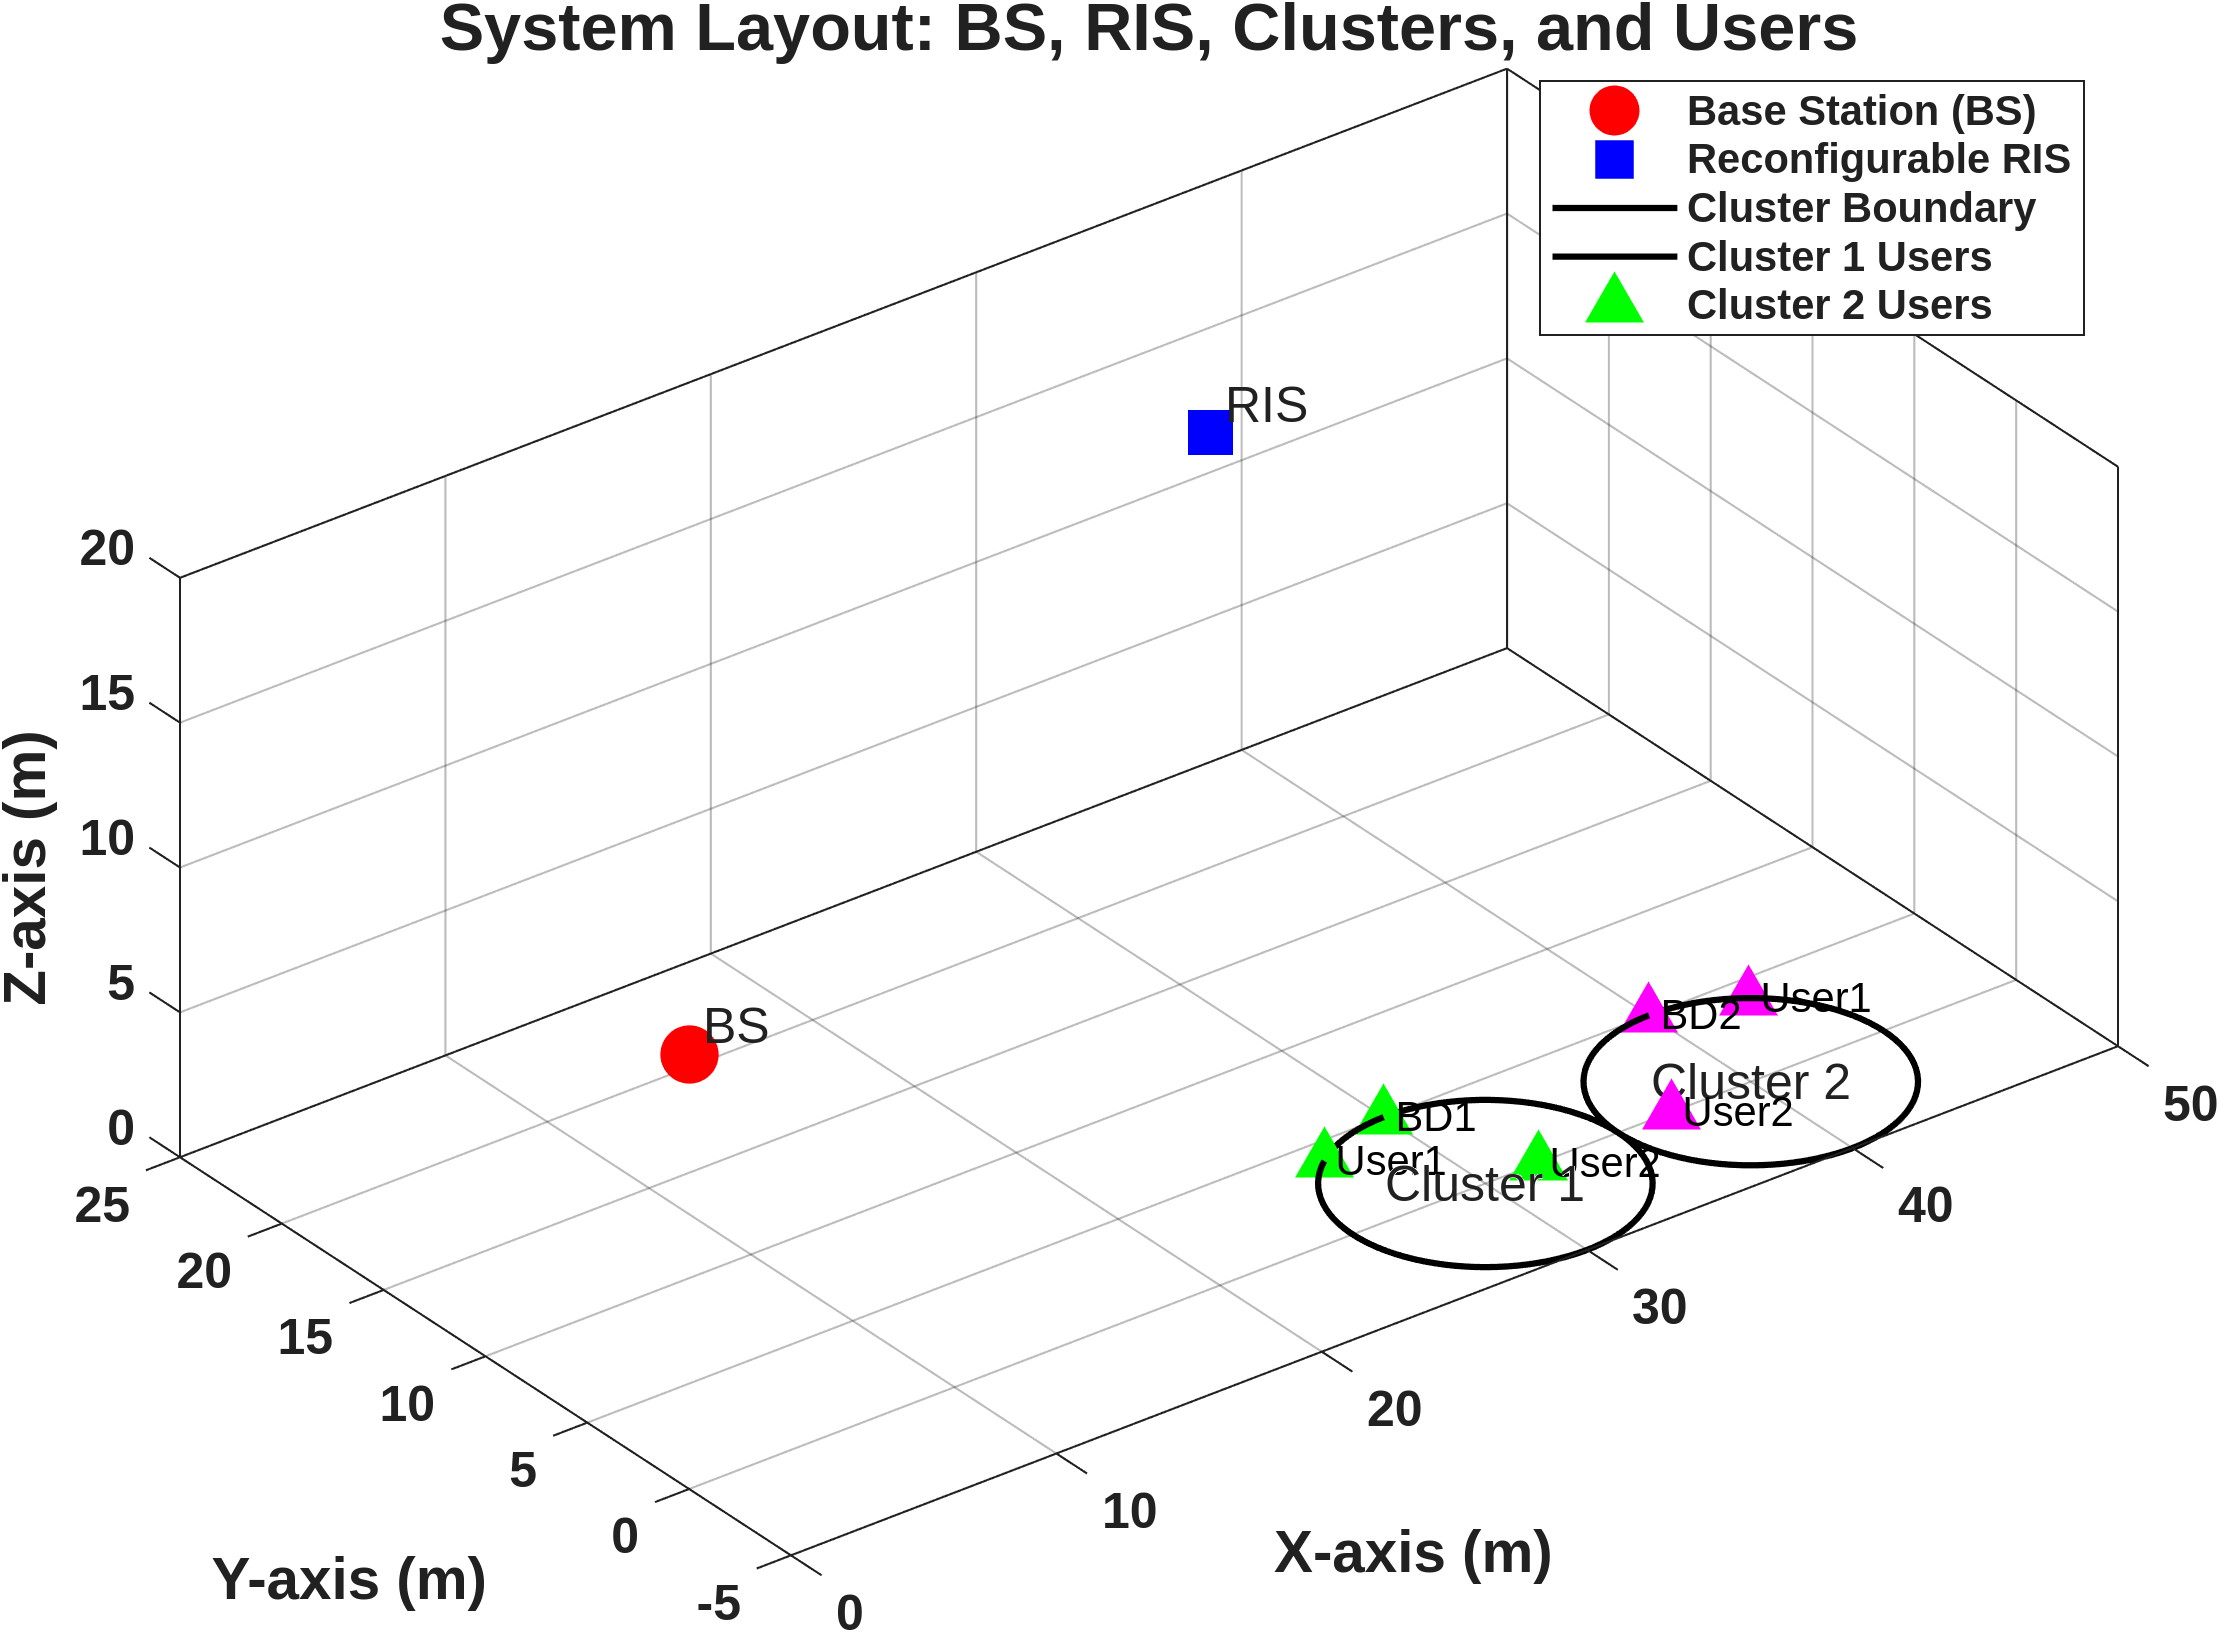 System Layout: BS, RIS, Clusters, and Users
Base Station (BS)
Reconfigurable RIS
Cluster Boundary
Cluster 1 Users
Cluster 2 Users
RIS
BS
User1
BD2
Cluster 2
User2
BD1
User1
User2
Cluster 1
Z-axis (m)
20
15
10
5
0
Y-axis (m)
25
20
15
10
5
0
-5
X-axis (m)
0
10
20
30
40
50